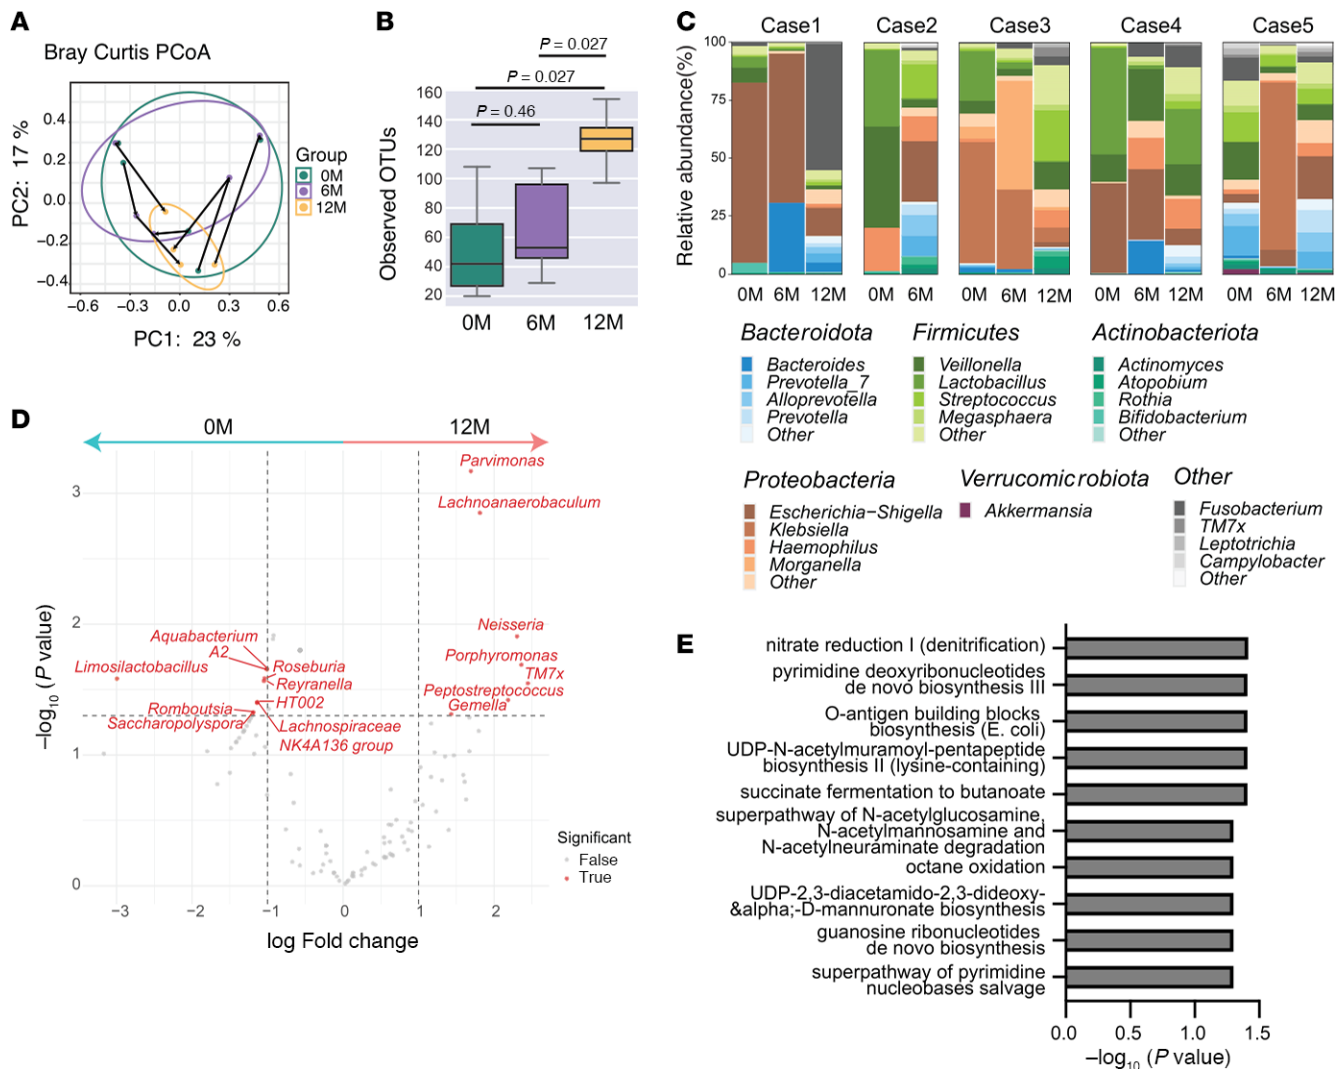 A
Bray Curtis PCoA
PC2: 17 %
0.4
0.2
0.0
−0.2
−0.4
−0.6
−0.3
0.0
0.3
0.6
PC1: 23 %
Group
0M
6M
12M
B
P = 0.027
P = 0.027
P = 0.46
Observed OTUs
160
140
120
100
80
60
40
20
0M
6M
12M
C
Case1
Case2
Case3
Case4
Case5
Relative abundance(%)
100
75
50
25
0
0M 6M 12M
0M 6M
0M 6M 12M
0M 6M 12M
0M 6M 12M
Bacteroidota
Bacteroides
Prevotella_7
Alloprevotella
Prevotella
Other
Firmicutes
Veillonella
Lactobacillus
Streptococcus
Megasphaera
Other
Actinobacteriota
Actinomyces
Atopobium
Rothia
Bifidobacterium
Other
Proteobacteria
Escherichia−Shigella
Klebsiella
Haemophilus
Morganella
Other
Verrucomicrobiota
Akkermansia
Other
Fusobacterium
TM7x
Leptotrichia
Campylobacter
Other
D
0M
12M
Parvimonas
Lachnoanaerobaculum
Neisseria
Porphyromonas
TM7x
Peptostreptococcus
Gemella
Aquabacterium
A2
Limosilactobacillus
Roseburia
Reyranella
HT002
Romboutsia
Saccharopolyspora
Lachnospiraceae
NK4A136 group
−log10 (P value)
3
2
1
0
−3
−2
−1
0
1
2
log Fold change
Significant
False
True
E
nitrate reduction I (denitrification)
pyrimidine deoxyribonucleotides
de novo biosynthesis III
O-antigen building blocks
biosynthesis (E. coli)
UDP-N-acetylmuramoyl-pentapeptide
biosynthesis II (lysine-containing)
succinate fermentation to butanoate
superpathway of N-acetylglucosamine,
N-acetylmannosamine and
N-acetylneuraminate degradation
octane oxidation
UDP-2,3-diacetamido-2,3-dideoxy-
&alpha;-D-mannuronate biosynthesis
guanosine ribonucleotides
de novo biosynthesis
superpathway of pyrimidine
nucleobases salvage
0.0
0.5
1.0
1.5
−log10 (P value)